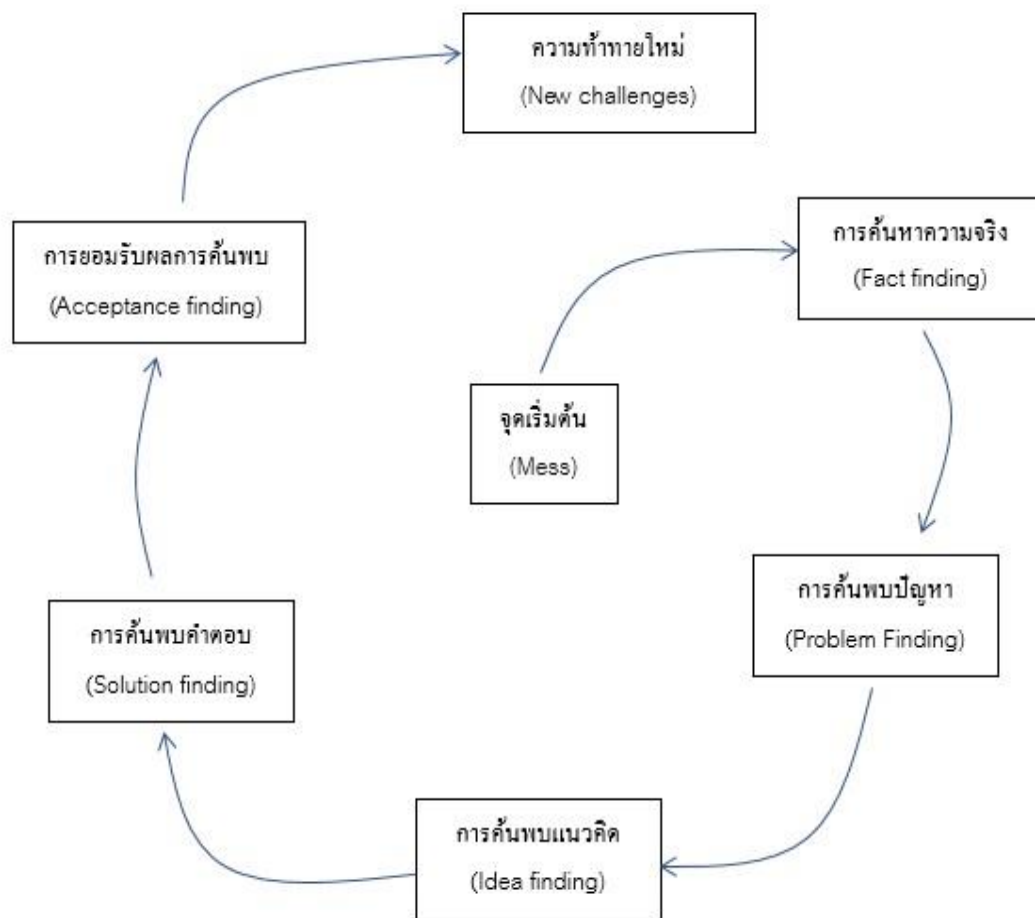 ความท้าทายใหม่
(New challenges)
การค้นหาความจริง
(Fact finding)
การยอมรับผลการค้นพบ
(Acceptance finding)
จุดเริ่มต้น
(Mess)
การค้นพบปัญหา
(Problem Finding)
การค้นพบคำตอบ
(Solution finding)
การค้นพบแนวคิด
(Idea finding)